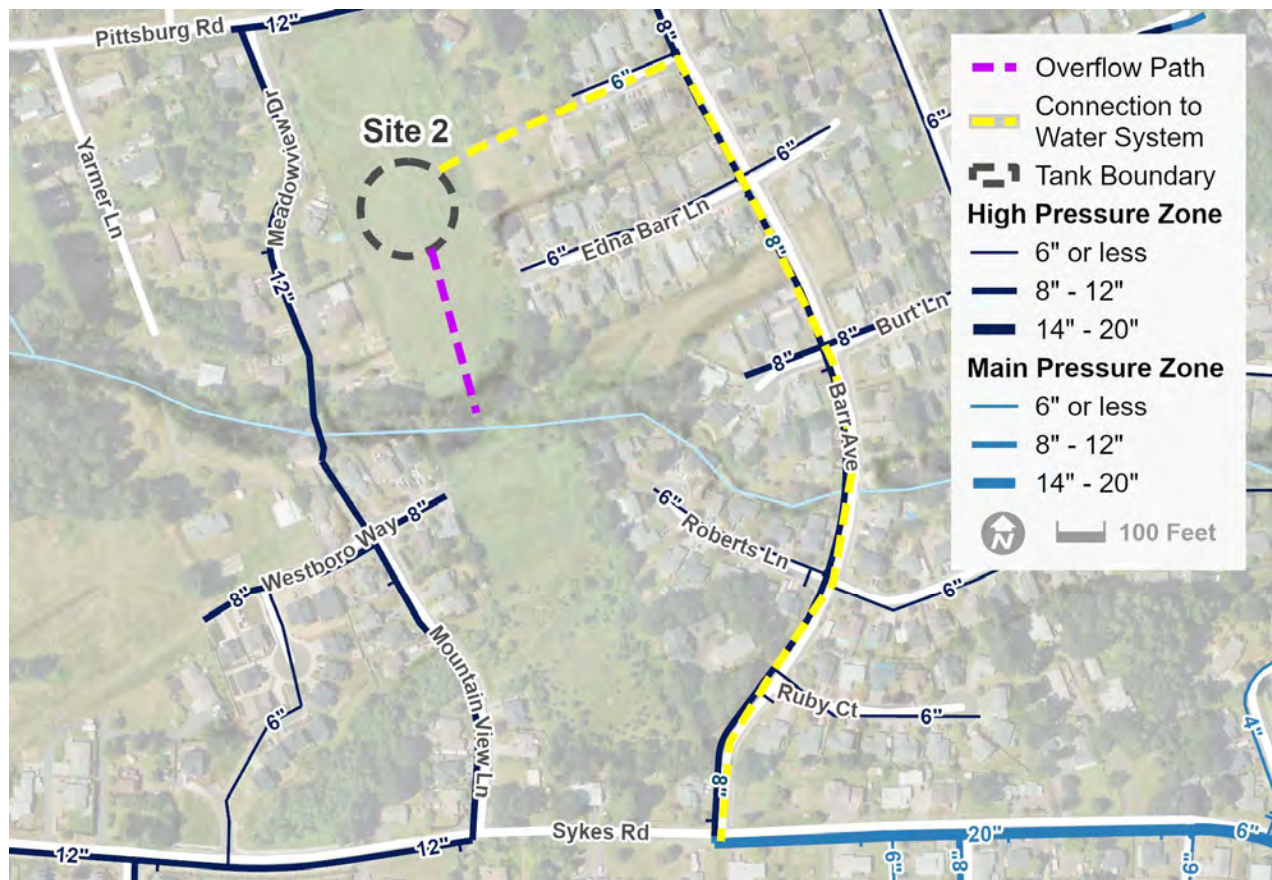 Pittsburg Rd
12"
8"
Overflow Path
Connection to
Water System
Tank Boundary
High Pressure Zone
6" or less
8" - 12"
14" - 20"
Main Pressure Zone
6" or less
8" - 12"
14" - 20"
N
100 Feet
6"
6"
Site 2
Yarmer Ln
Meadowview Dr
12"
6"
Edna Barr Ln
6"
8"
8"
8"
Burt Ln
Barr Ave
8"
Westboro Way
8"
6"
Roberts Ln
6"
Mountain View Ln
6"
Ruby Ct
6"
8"
4"
12"
12"
Sykes Rd
20"
6"
6"
8"
6"